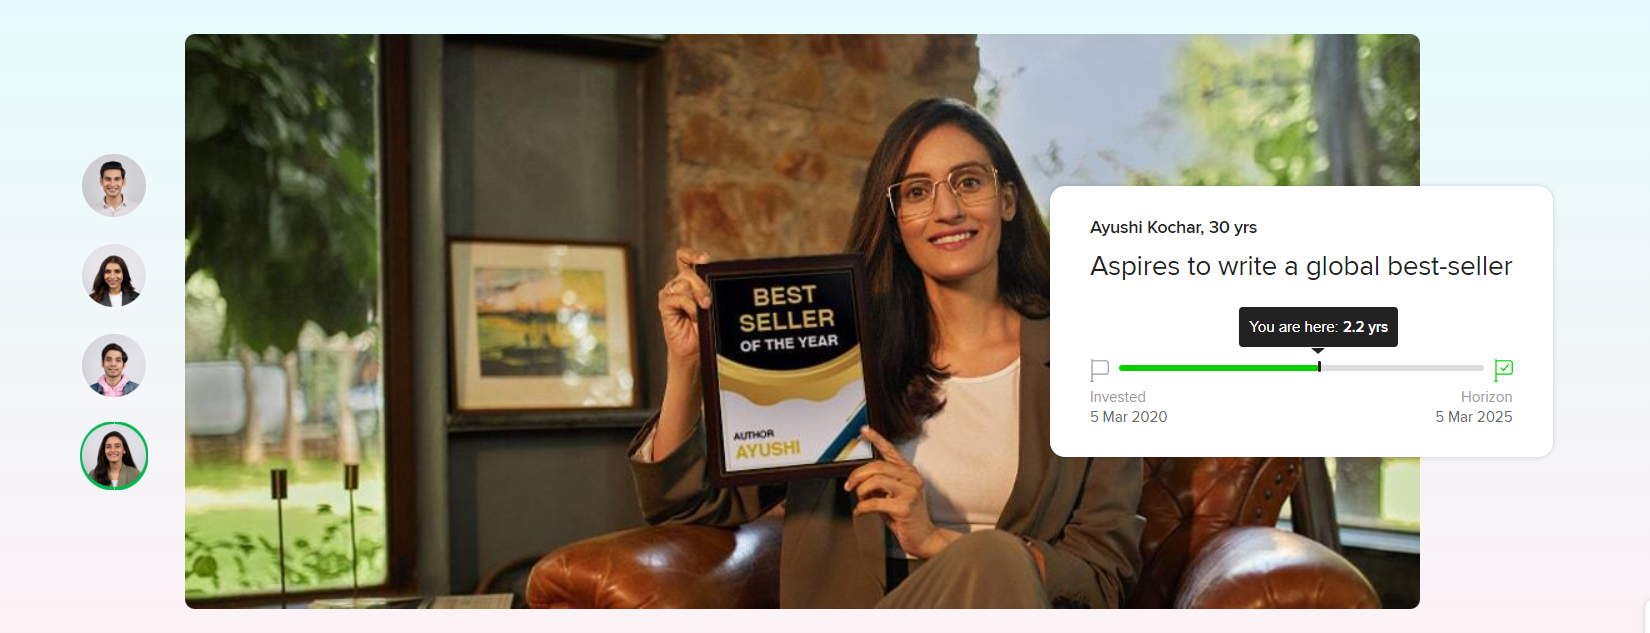 BEST
SELLER
OF THE YEAR
AUTHOR
AYUSHI
Ayushi Kochar, 30 yrs
Aspires to write a global best-seller
You are here: 2.2 yrs
Invested
5 Mar 2020
Horizon
5 Mar 2025